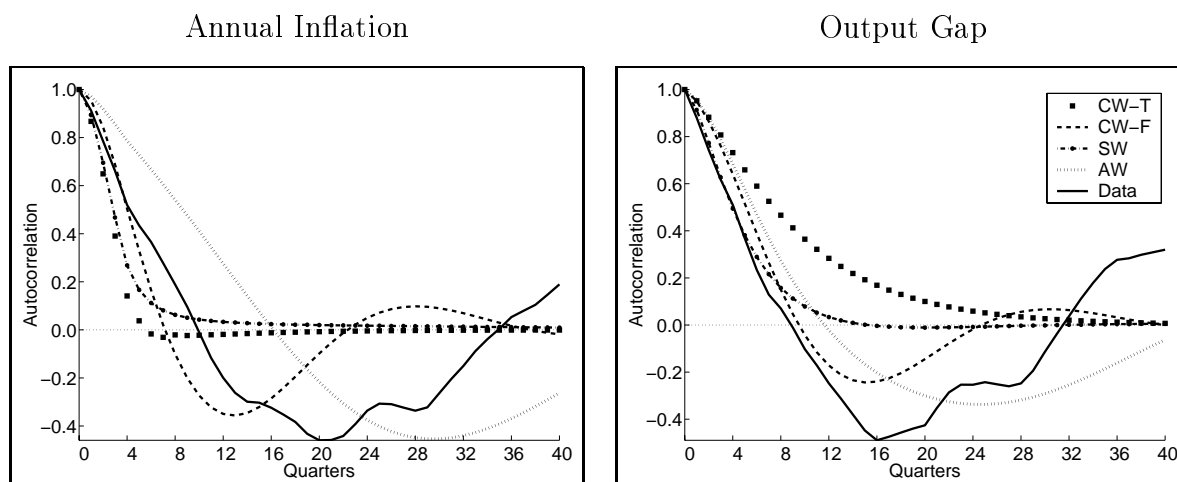 Annual Inflation
Output Gap
1.0
0.8
0.6
0.4
0.2
0.0
−0.2
−0.4
Autocorrelation
0 4 8 12 16 20 24 28 32 36 40
Quarters
1.0
0.8
0.6
0.4
0.2
0.0
−0.2
−0.4
Autocorrelation
0 4 8 12 16 20 24 28 32 36 40
Quarters
CW−T
CW−F
SW
AW
Data